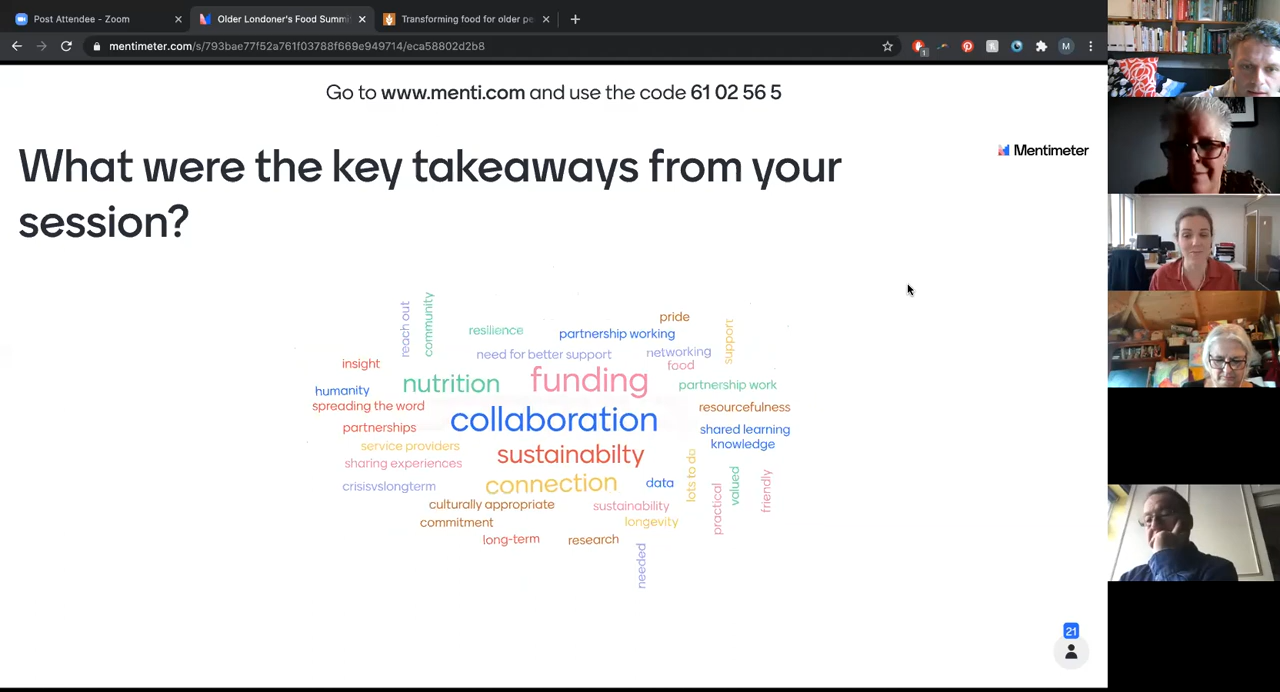 Post Attendee - Zoom
Older Londoner's Food Summi
Transforming food for older pe
mentimeter.com/s/793bae77f52a761f03788f669e949714/eca58802d2b8
1
M
Go to www.menti.com and use the code 61 02 56 5
What were the key takeaways from your
session?
Mentimeter
reach out
community
resilience
partnership working
pride
support
insight
need for better support
networking
food
humanity
nutrition
funding
partnership work
spreading the word
collaboration
resourcefulness
partnerships
shared learning
service providers
knowledge
sharing experiences
sustainabilty
lots to do
crisisvslongterm
connection
data
practical
valued
friendly
culturally appropriate
sustainability
commitment
longevity
long-term
research
needed
21